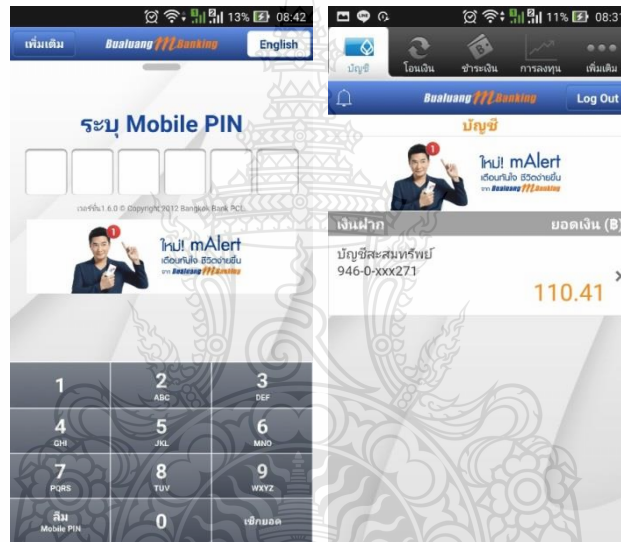 13% 08:42
เพิ่มเติม Bualuang mBanking English
ระบุ Mobile PIN
เวอร์ชั่น1.6.0 © Copyright 2012 Bangkok Bank PCL.
1
ใหม่! mAlert
เตือนทันใจ ชีวิตง่ายขึ้น
จาก Bualuang mBanking
1 2 3
ABC DEF
4 5 6
GHI JKL MNO
7 8 9
PQRS TUV WXYZ
ลืม 0 เช็กยอด
Mobile PIN
11% 08:31
บัญชี โอนเงิน ชำระเงิน การลงทุน เพิ่มเติม
Bualuang mBanking Log Out
บัญชี
1
ใหม่! mAlert
เตือนทันใจ ชีวิตง่ายขึ้น
จาก Bualuang mBanking
เงินฝาก ยอดเงิน (฿)
บัญชีสะสมทรัพย์
946-0-xxx271
110.41